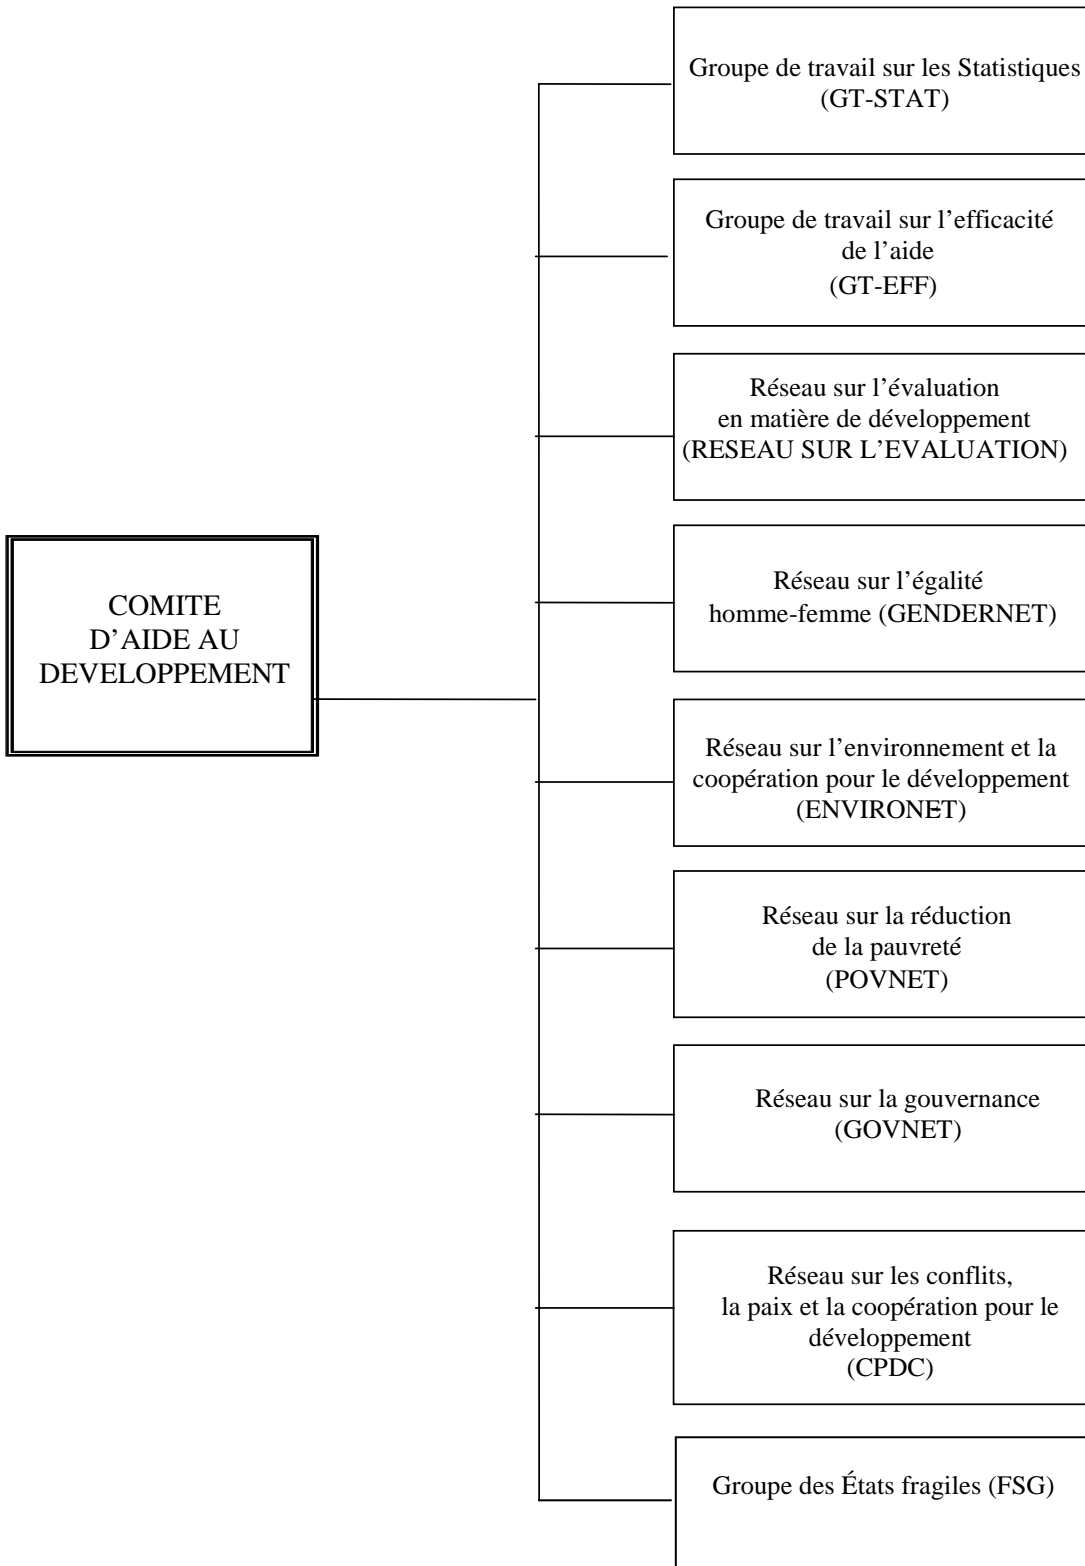 Groupe de travail sur les Statistiques
(GT-STAT)
Groupe de travail sur l’efficacité
de l’aide
(GT-EFF)
Réseau sur l’évaluation
en matière de développement
(RESEAU SUR L’EVALUATION)
COMITE
D’AIDE AU
DEVELOPPEMENT
Réseau sur l’égalité
homme-femme (GENDERNET)
Réseau sur l’environnement et la
coopération pour le développement
(ENVIRONET)
Réseau sur la réduction
de la pauvreté
(POVNET)
Réseau sur la gouvernance
(GOVNET)
Réseau sur les conflits,
la paix et la coopération pour le
développement
(CPDC)
Groupe des États fragiles (FSG)